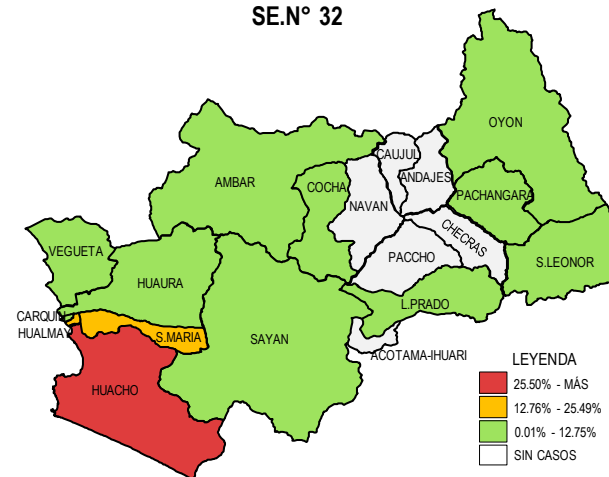 SE.N° 32
OYON
CAUJUL
ANDAJES
AMBAR
COCHA
PACHANGARA
NAVAN
CHECRAS
VEGUETA
PACCHO
S.LEONOR
HUAURA
L.PRADO
CARQUIN
HUALMAY
S.MARIA
SAYAN
ACOTAMA-IHUARI
HUACHO
LEYENDA
25.50% - MÁS
12.76% - 25.49%
0.01% - 12.75%
SIN CASOS